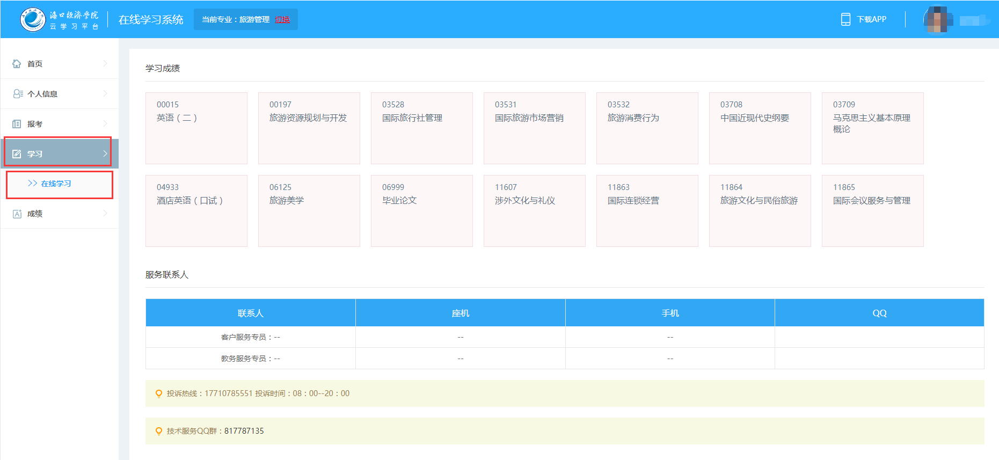 海口经济学院
云学习平台
在线学习系统
当前专业：旅游管理 切换
下载APP
首页
个人信息
报考
学习
>> 在线学习
成绩
学习成绩
00015
英语（二）
00197
旅游资源规划与开发
03528
国际旅行社管理
03531
国际旅游市场营销
03532
旅游消费行为
03708
中国近现代史纲要
03709
马克思主义基本原理
概论
04933
酒店英语（口试）
06125
旅游美学
06999
毕业论文
11607
涉外文化与礼仪
11863
国际连锁经营
11864
旅游文化与民俗旅游
11865
国际会议服务与管理
服务联系人
联系人 座机 手机 QQ
客户服务专员：-- -- --
教务服务专员：-- -- --
投诉热线：17710785551 投诉时间：08：00--20：00
技术服务QQ群：817787135